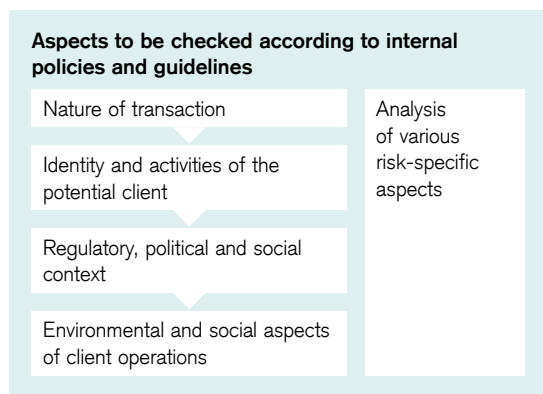 Aspects to be checked according to internal
policies and guidelines
Nature of transaction
Identity and activities of the
potential client
Regulatory, political and social
context
Environmental and social aspects
of client operations
Analysis
of various
risk-specific
aspects